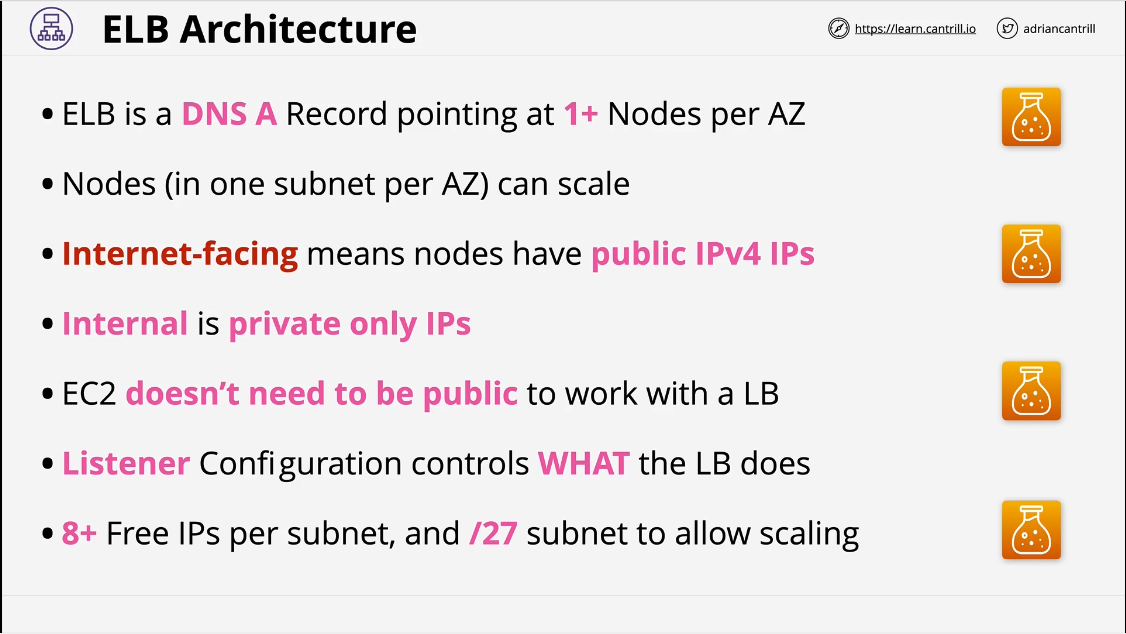 ELB Architecture
https://learn.cantrill.io
adriancantrill
• ELB is a DNS A Record pointing at 1+ Nodes per AZ
• Nodes (in one subnet per AZ) can scale
• Internet-facing means nodes have public IPv4 IPs
• Internal is private only IPs
• EC2 doesn’t need to be public to work with a LB
• Listener Configuration controls WHAT the LB does
• 8+ Free IPs per subnet, and /27 subnet to allow scaling